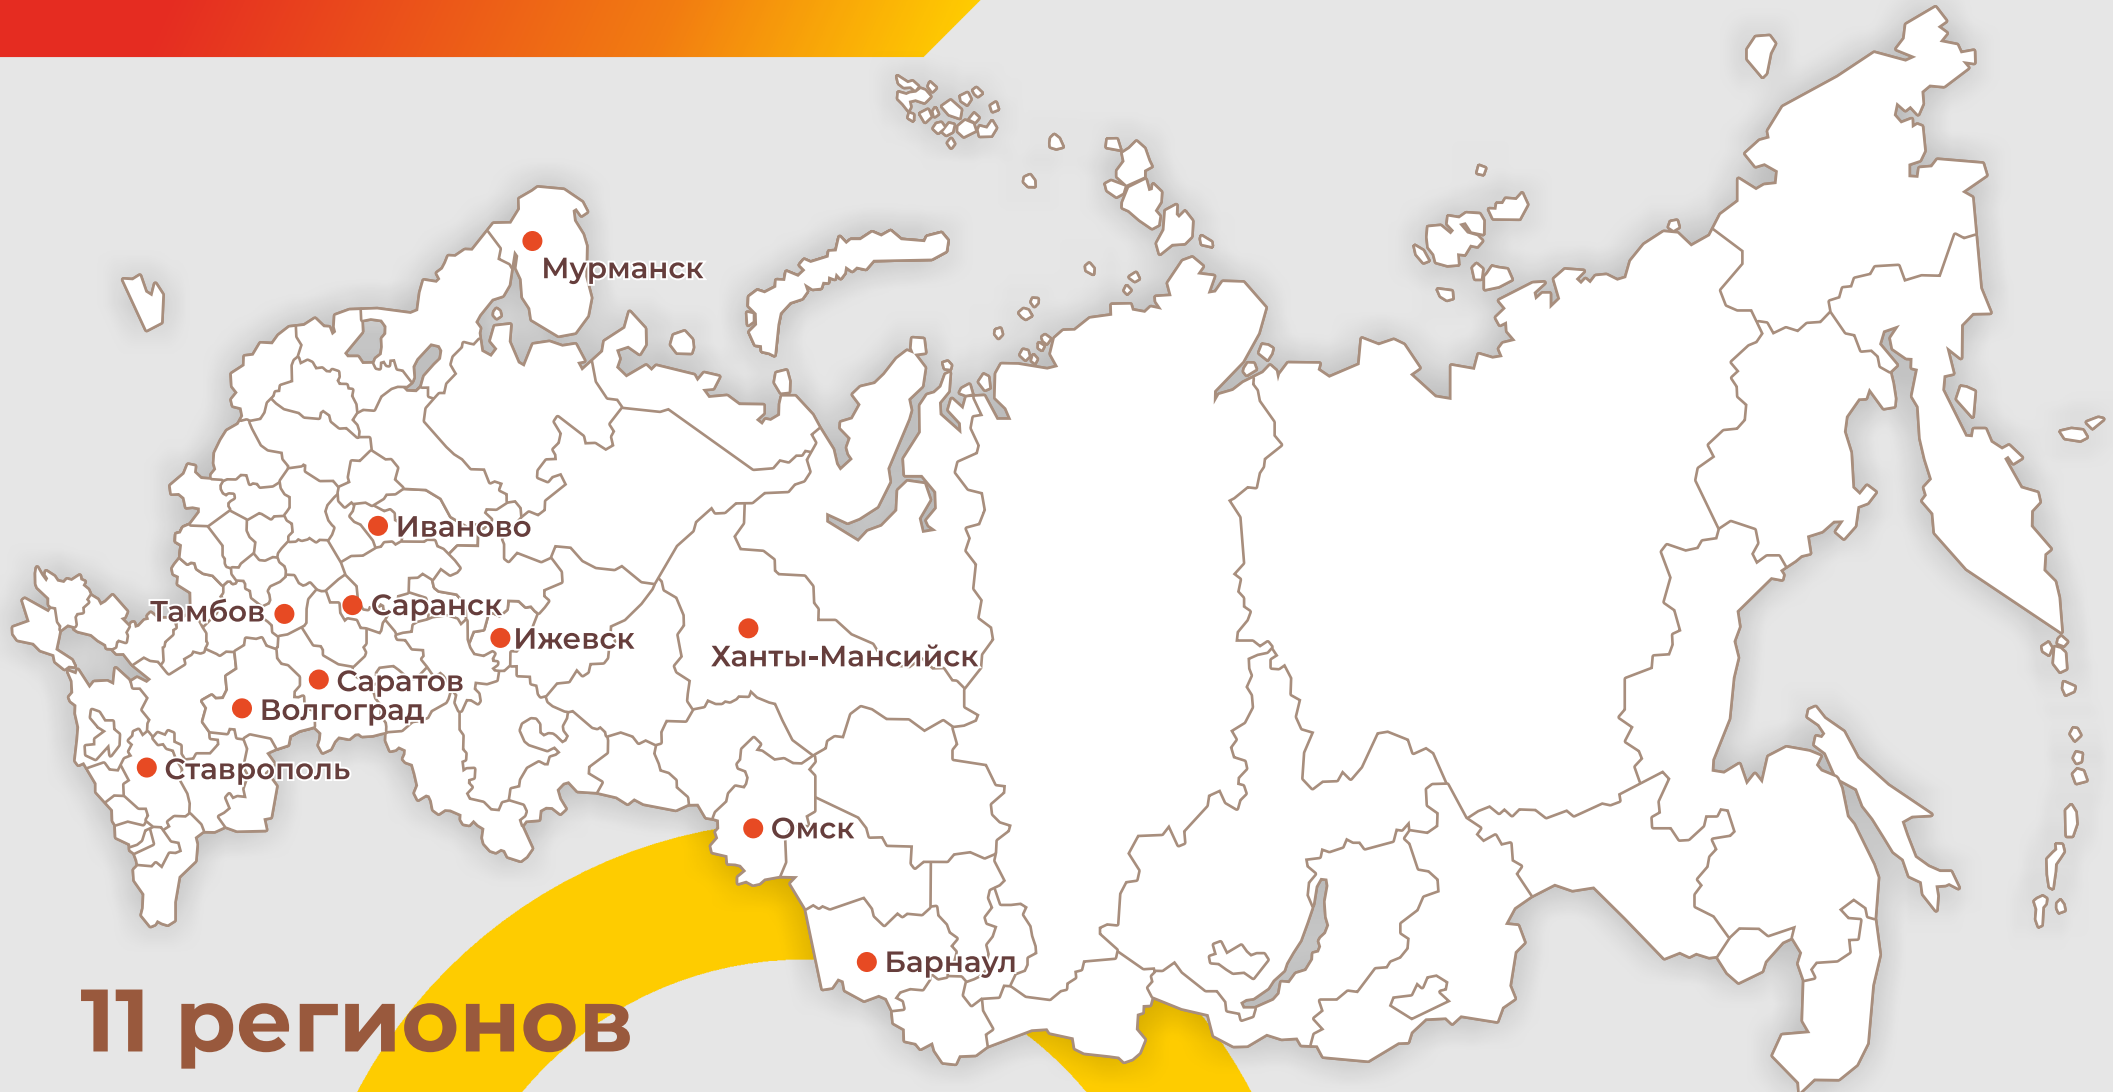 Мурманск
Иваново
Саранск
Тамбов
Ижевск
Ханты-Мансийск
Саратов
Волгоград
Ставрополь
Омск
Барнаул
11 регионов